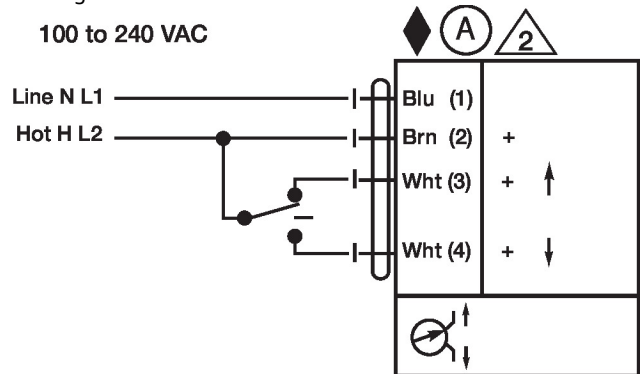 100 to 240 VAC
A
2
Line N L1
Blu (1)
Hot H L2
Brn (2) +
Wht (3) + ↑
Wht (4) + ↓